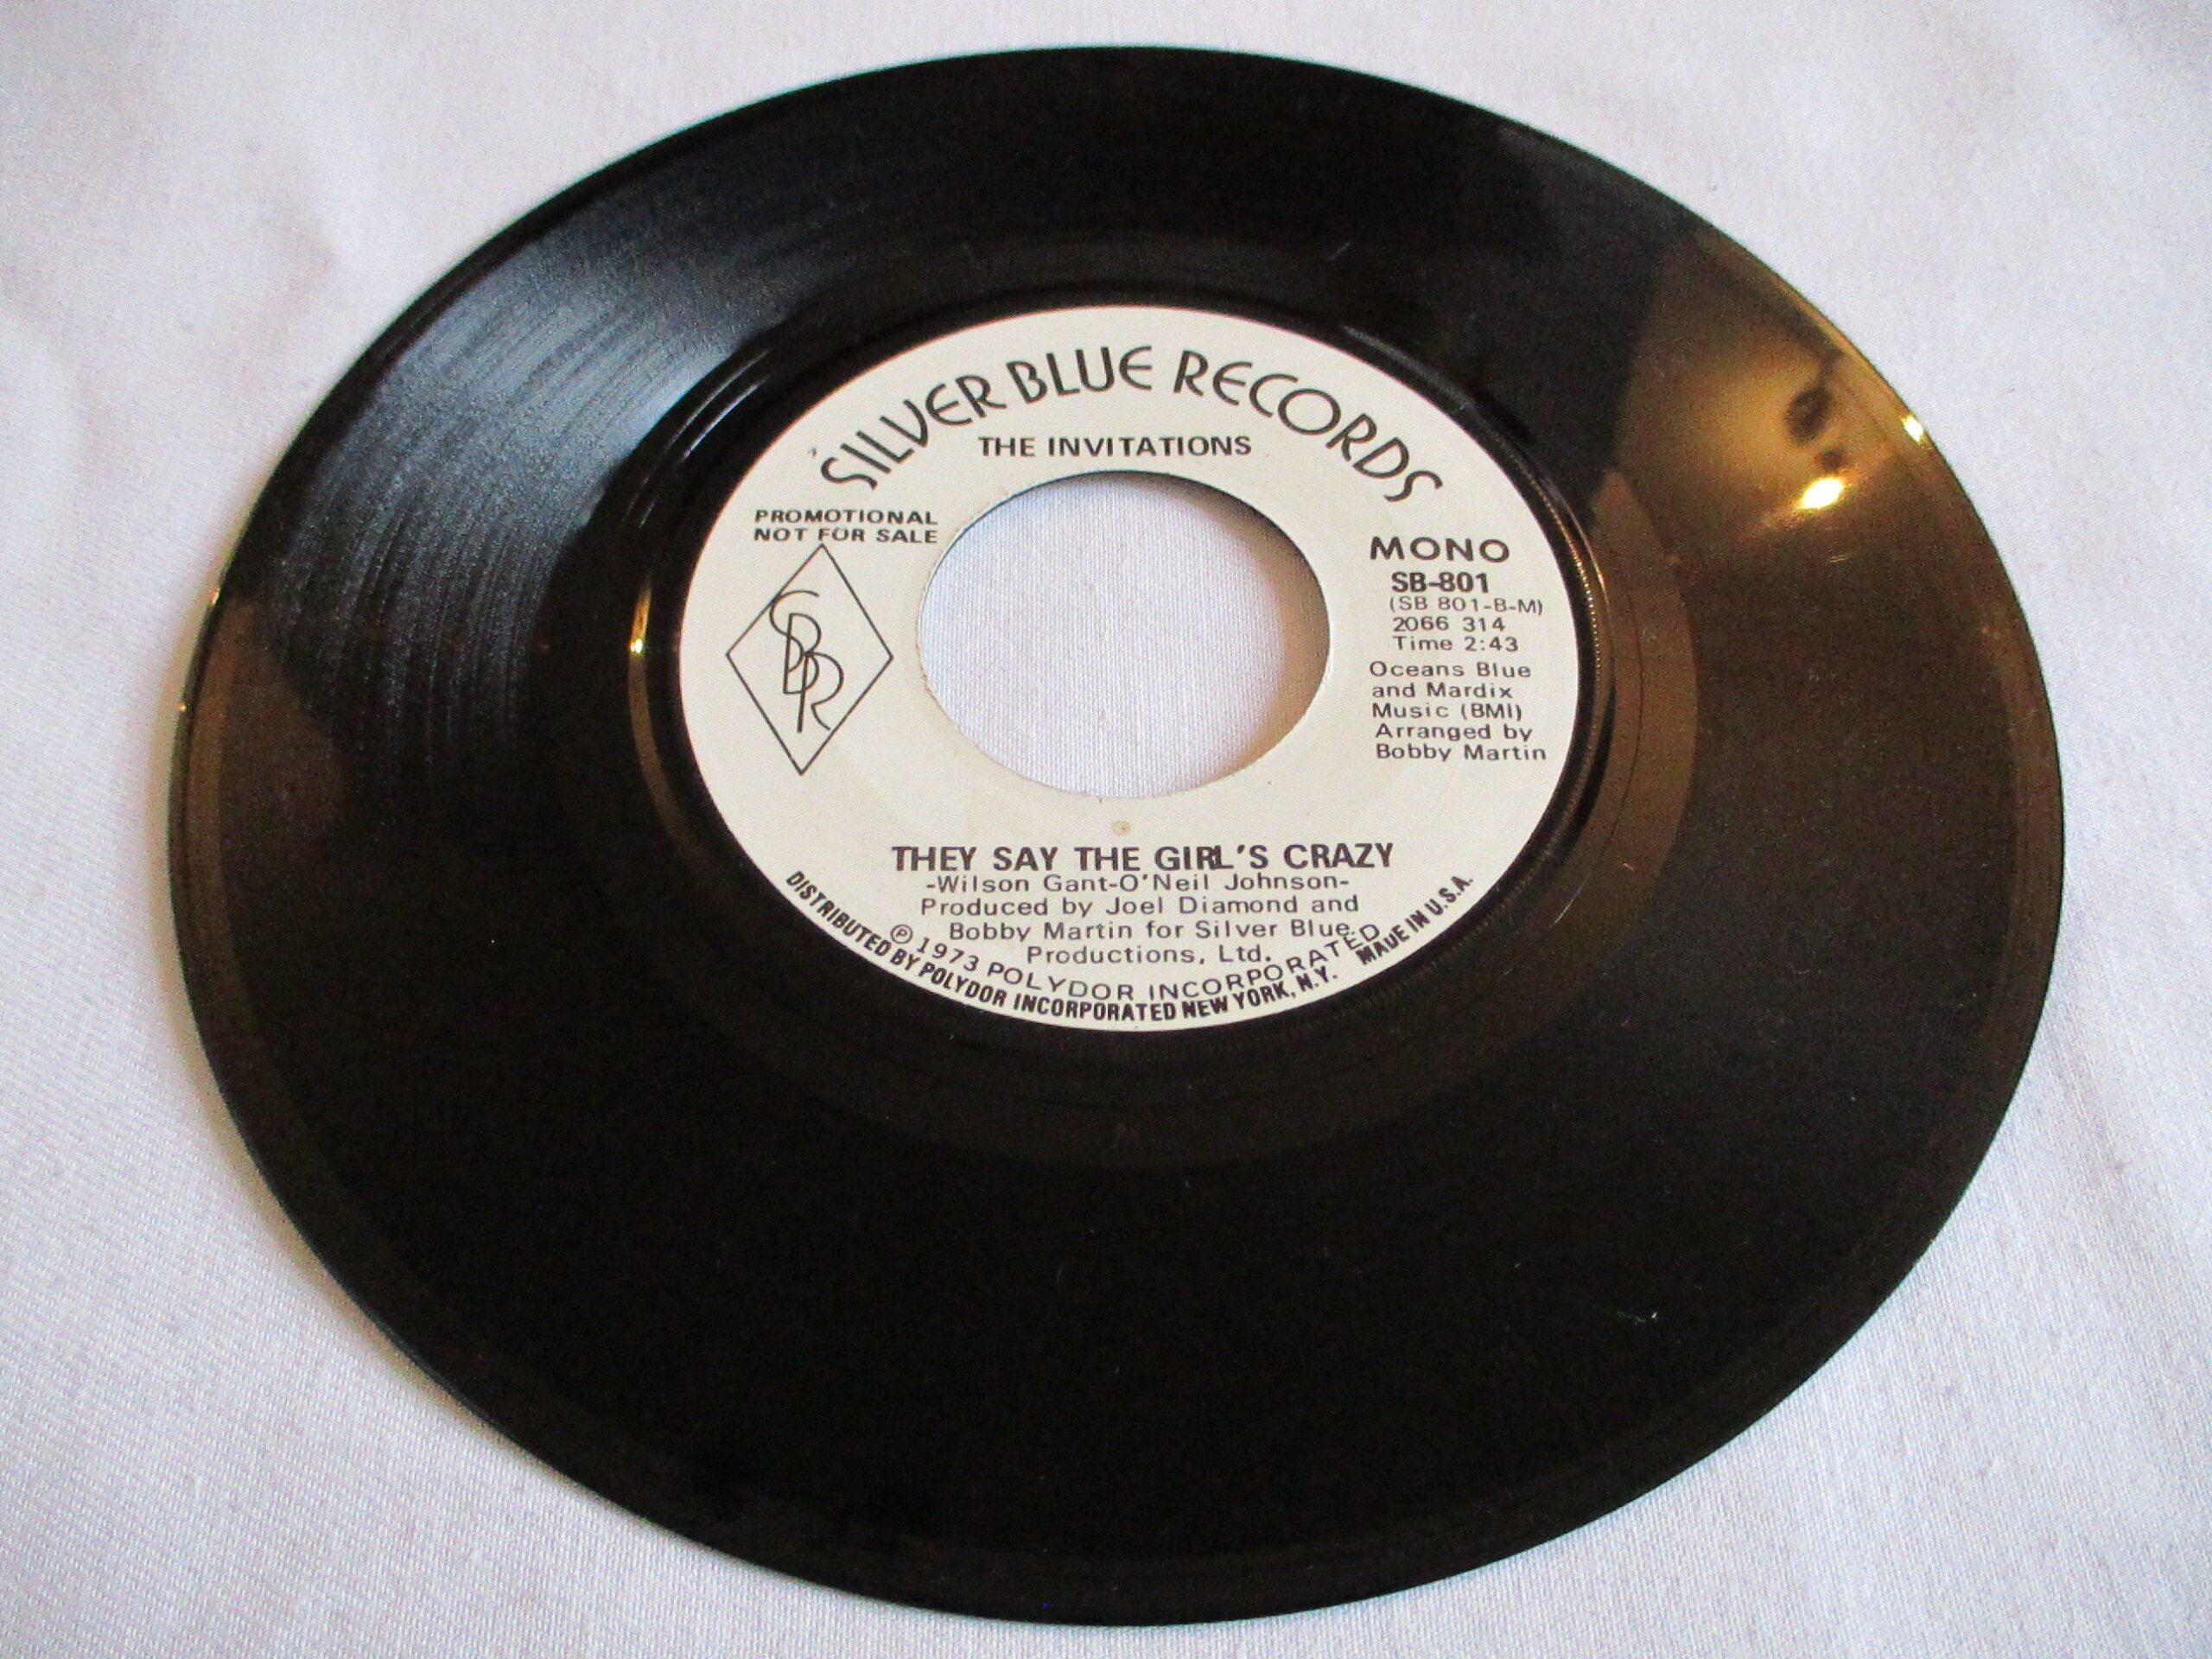 SILVER BLUE RECORDS
THE INVITATIONS
PROMOTIONAL
NOT FOR SALE
SBR
MONO
SB-801
(SB 801-B-M)
2066 314
Time 2:43
Oceans Blue
and Mardix
Music (BMI)
Arranged by
Bobby Martin
THEY SAY THE GIRL'S CRAZY
-Wilson Gant-O'Neil Johnson-
Produced by Joel Diamond and
Bobby Martin for Silver Blue
Productions, Ltd.
℗ 1973 POLYDOR INCORPORATED
DISTRIBUTED BY POLYDOR INCORPORATED NEW YORK, N.Y. MADE IN U.S.A.